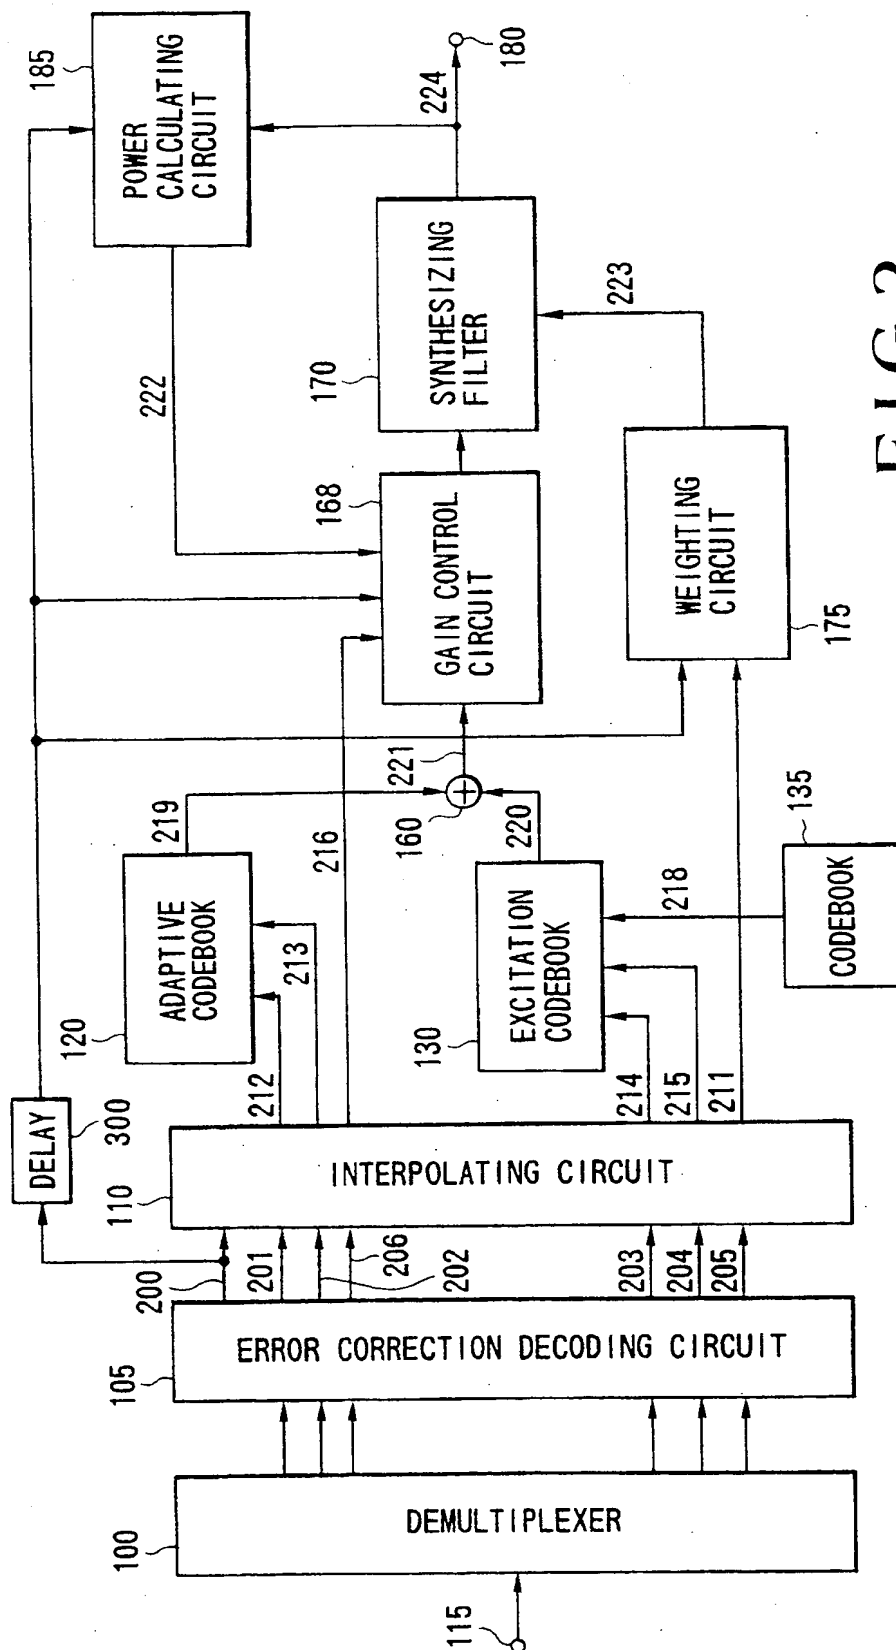 115
100
DEMULTIPLEXER
105
ERROR CORRECTION DECODING CIRCUIT
200
201
206
202
203
204
205
DELAY
300
110
INTERPOLATING CIRCUIT
212
213
216
214
215
211
120
ADAPTIVE
CODEBOOK
219
130
EXCITATION
CODEBOOK
220
218
135
CODEBOOK
160
221
168
GAIN CONTROL
CIRCUIT
222
175
WEIGHTING
CIRCUIT
223
170
SYNTHESIZING
FILTER
185
POWER
CALCULATING
CIRCUIT
224
180